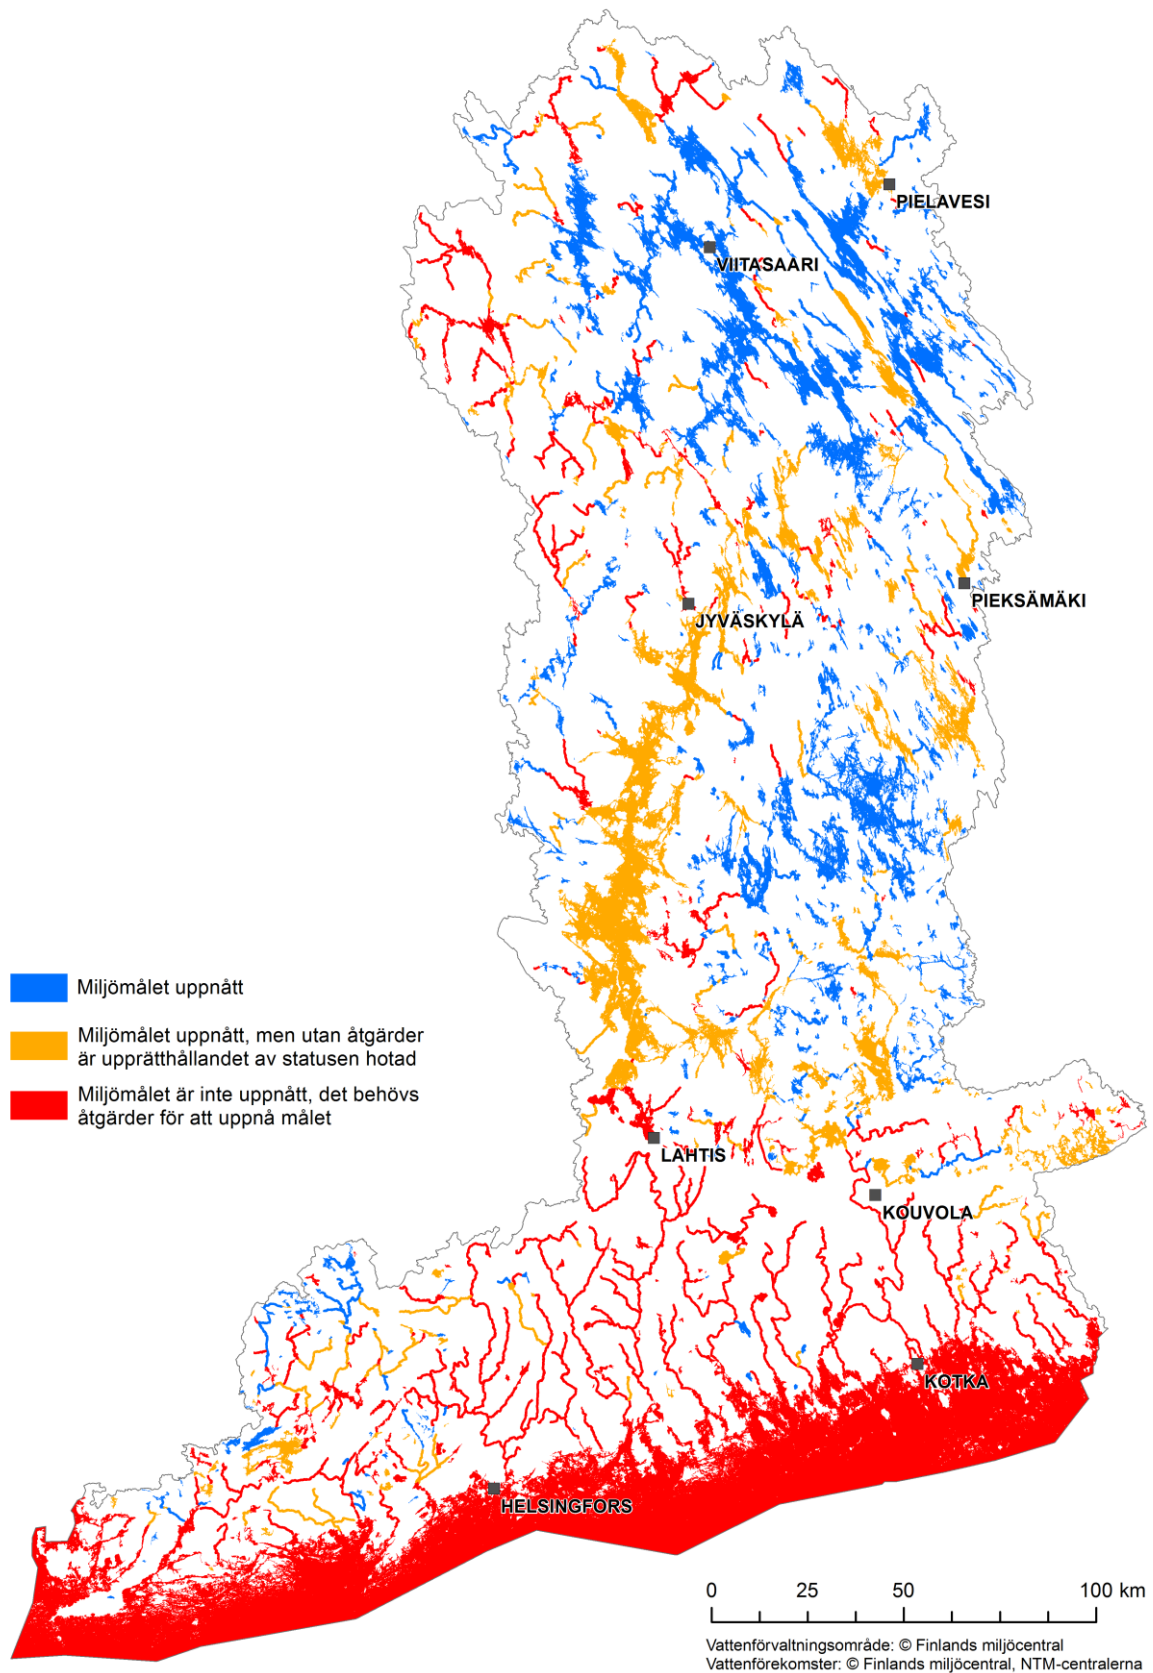 PIELAVESI
VIITASAARI
PIEKSÄMÄKI
JYVÄSKYLÄ
Miljömålet uppnått
Miljömålet uppnått, men utan åtgärder
är upprätthållandet av statusen hotad
Miljömålet är inte uppnått, det behövs
åtgärder för att uppnå målet
LAHTIS
KOUVOLA
KOTKA
HELSINGFORS
0 25 50 100 km
Vattenförvaltningsområde: © Finlands miljöcentral
Vattenförekomster: © Finlands miljöcentral, NTM-centralerna